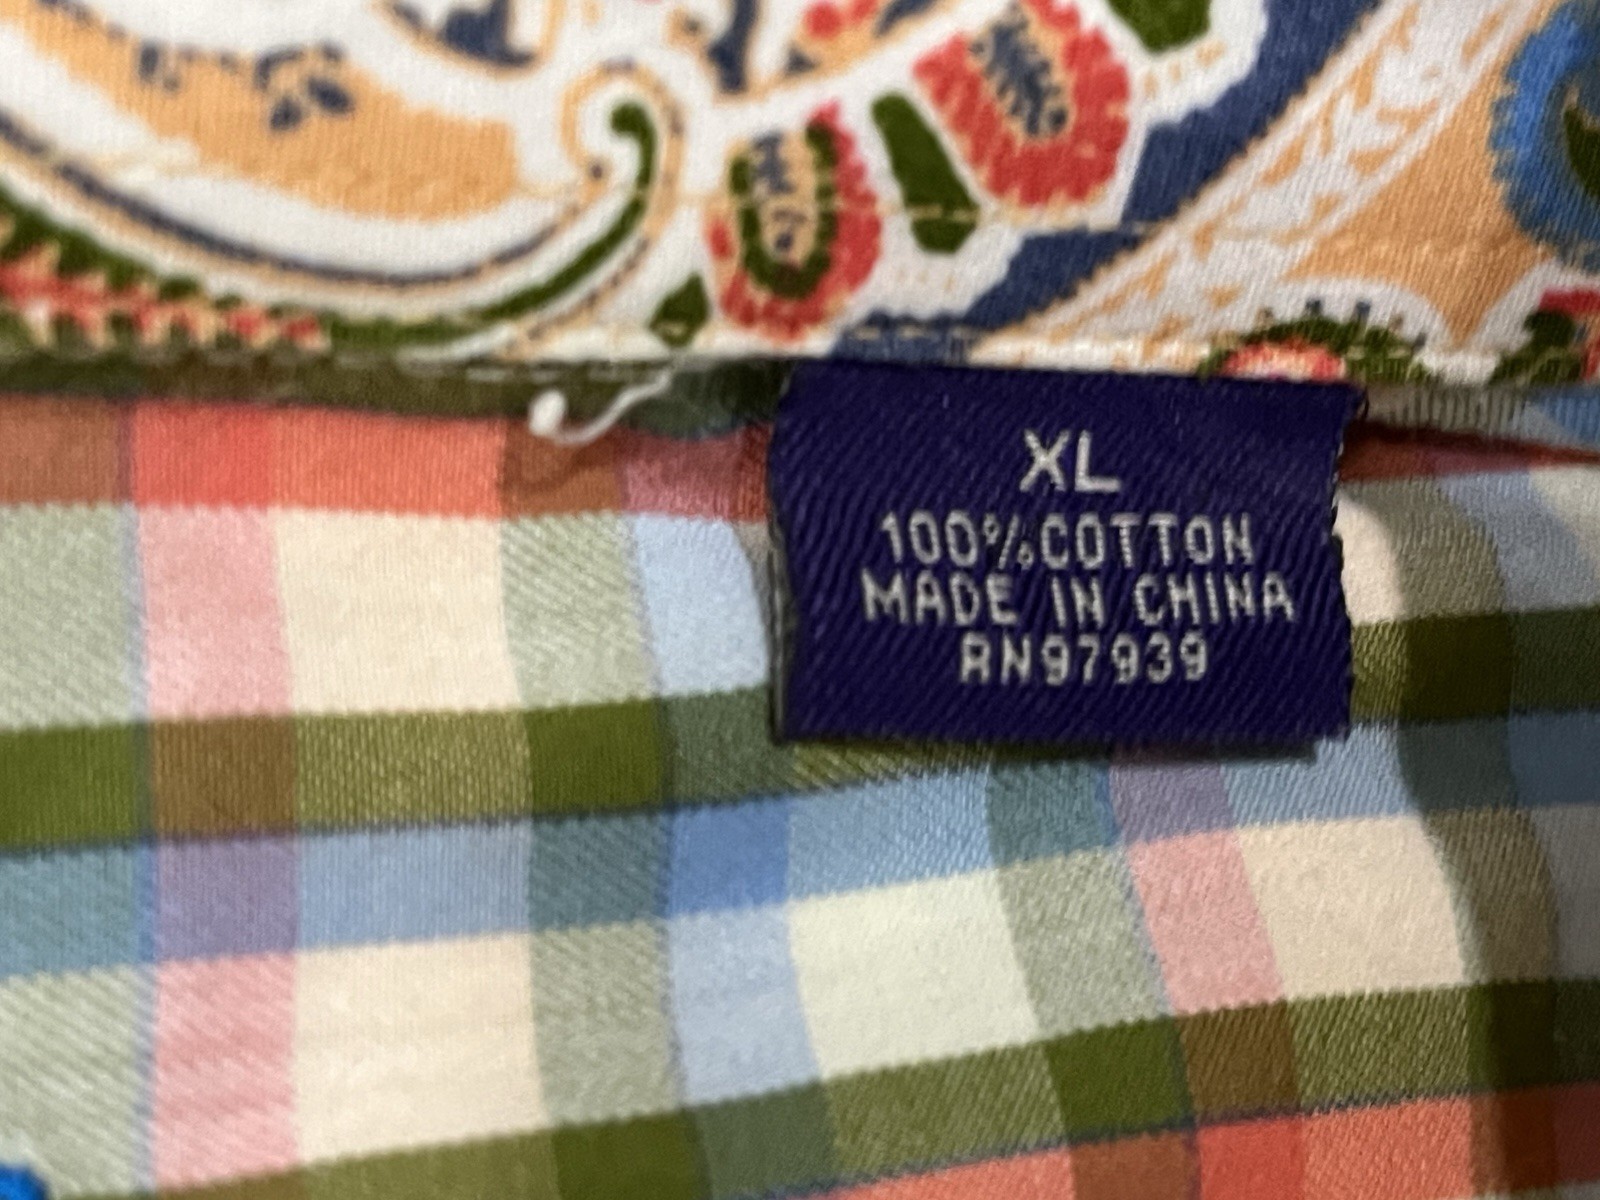 XL
100%COTTON
MADE IN CHINA
RN97939